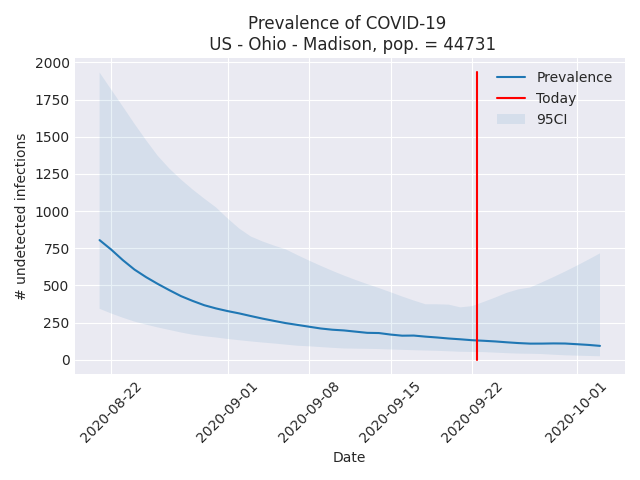 Prevalence of COVID-19
US - Ohio - Madison, pop. = 44731
# undetected infections
2000
1750
1500
1250
1000
750
500
250
0
Prevalence
Today
95CI
2020-08-22
2020-09-01
2020-09-08
2020-09-15
2020-09-22
2020-10-01
Date